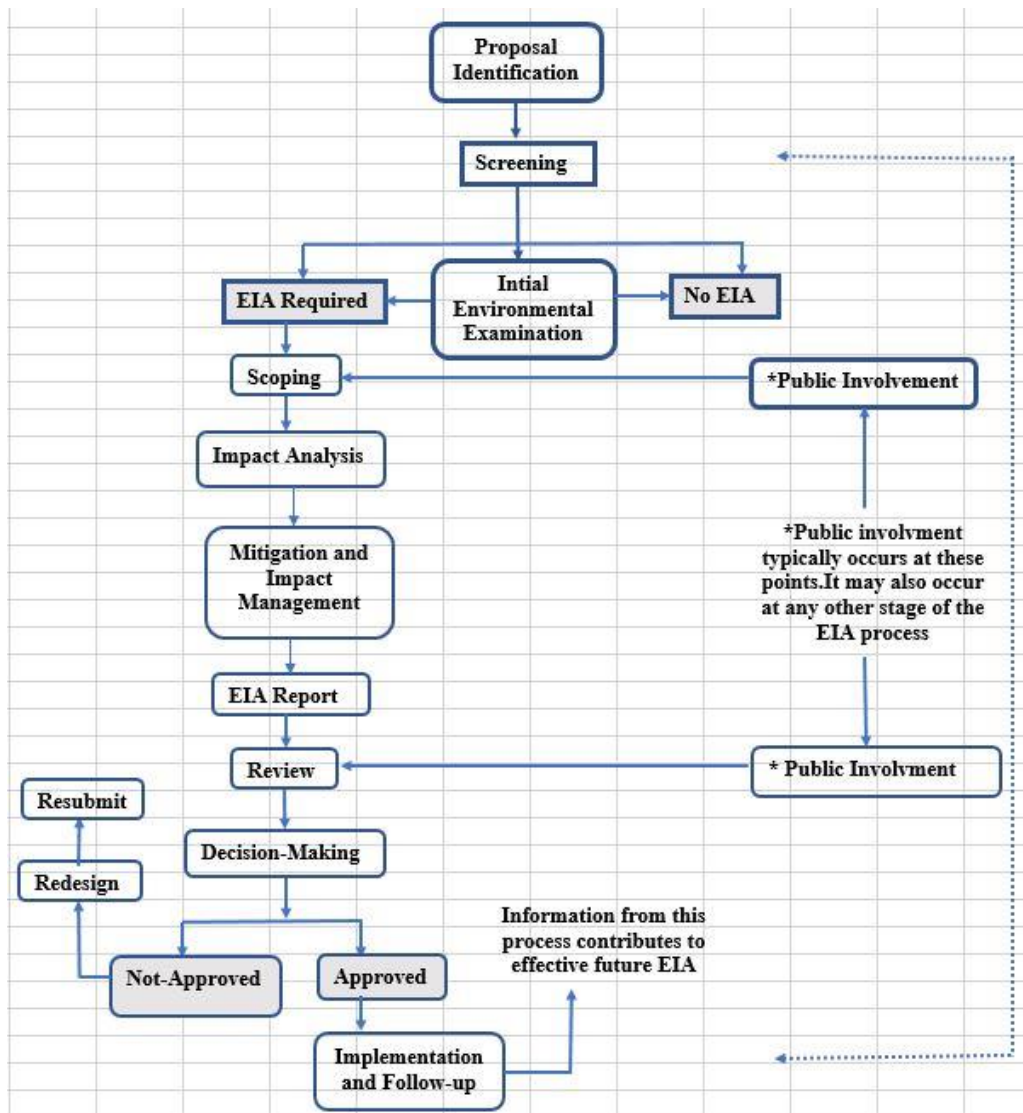 Proposal
Identification
Screening
EIA Required
Intial
Environmental
Examination
No EIA
Scoping
*Public Involvement
Impact Analysis
*Public involvment
typically occurs at these
points.It may also occur
at any other stage of the
EIA process
Mitigation and
Impact
Management
EIA Report
Review
* Public Involvment
Resubmit
Decision-Making
Redesign
Information from this
process contributes to
effective future EIA
Not-Approved
Approved
Implementation
and Follow-up